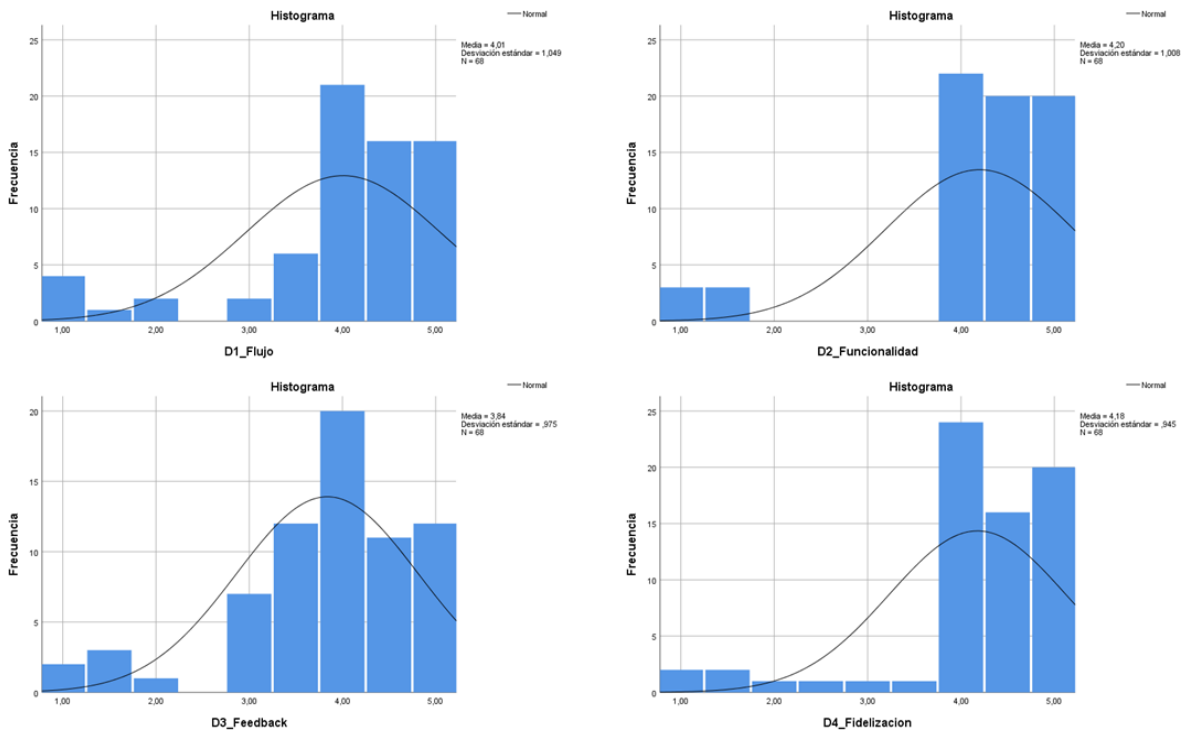 Histograma
Normal
Media = 4,01
Desviación estándar = 1,049
N = 68
Frecuencia
25
20
15
10
5
0
1,00 2,00 3,00 4,00 5,00
D1_Flujo
Histograma
Normal
Media = 4,20
Desviación estándar = 1,008
N = 68
Frecuencia
25
20
15
10
5
0
1,00 2,00 3,00 4,00 5,00
D2_Funcionalidad
Histograma
Normal
Media = 3,84
Desviación estándar = ,975
N = 68
Frecuencia
20
15
10
5
0
1,00 2,00 3,00 4,00 5,00
D3_Feedback
Histograma
Normal
Media = 4,18
Desviación estándar = ,945
N = 68
Frecuencia
25
20
15
10
5
0
1,00 2,00 3,00 4,00 5,00
D4_Fidelizacion